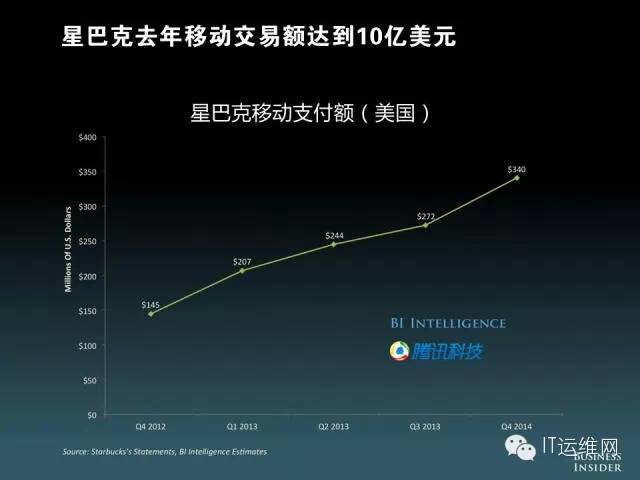 星巴克去年移动交易额达到10亿美元
星巴克移动支付额（美国）
$400
$350
$300
$250
$200
$150
$100
$50
$0
Millions Of U.S. Dollars
$145
$207
$244
$272
$340
BI INTELLIGENCE
腾讯科技
Q4 2012
Q1 2013
Q2 2013
Q3 2013
Q4 2014
Source: Starbucks's Statements, BI Intelligence Estimates
IT运维网
BUSINESS
INSIDER